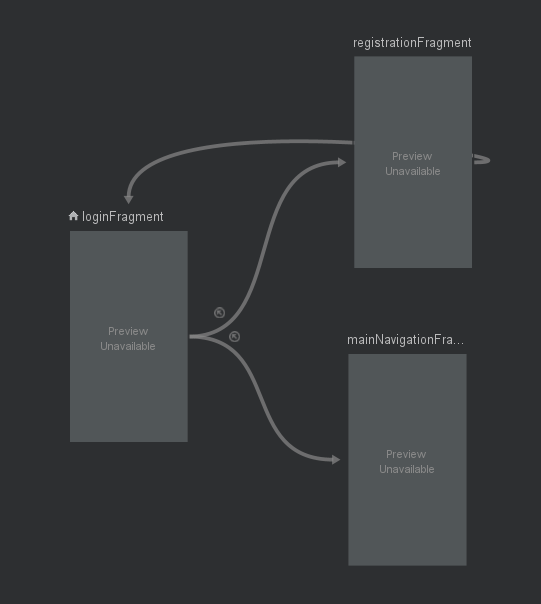 registrationFragment
Preview
Unavailable
loginFragment
Preview
Unavailable
mainNavigationFra...
Preview
Unavailable